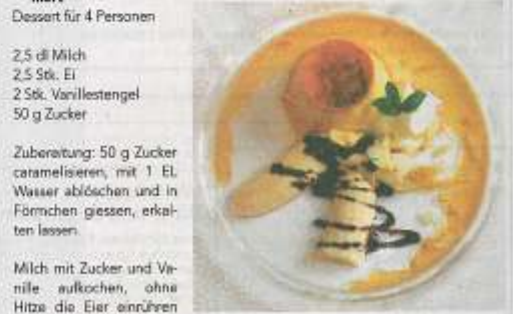 Dessert für 4 Personen
2,5 dl Milch
2,5 Stk. Ei
2 Stk. Vanillestengel
50 g Zucker
Zubereitung: 50 g Zucker
caramelisieren, mit 1 EL
Wasser ablöschen und in
Förmchen giessen, erkal-
ten lassen.
Milch mit Zucker und Va-
nille aufkochen, ohne
Hitze die Eier einrühren